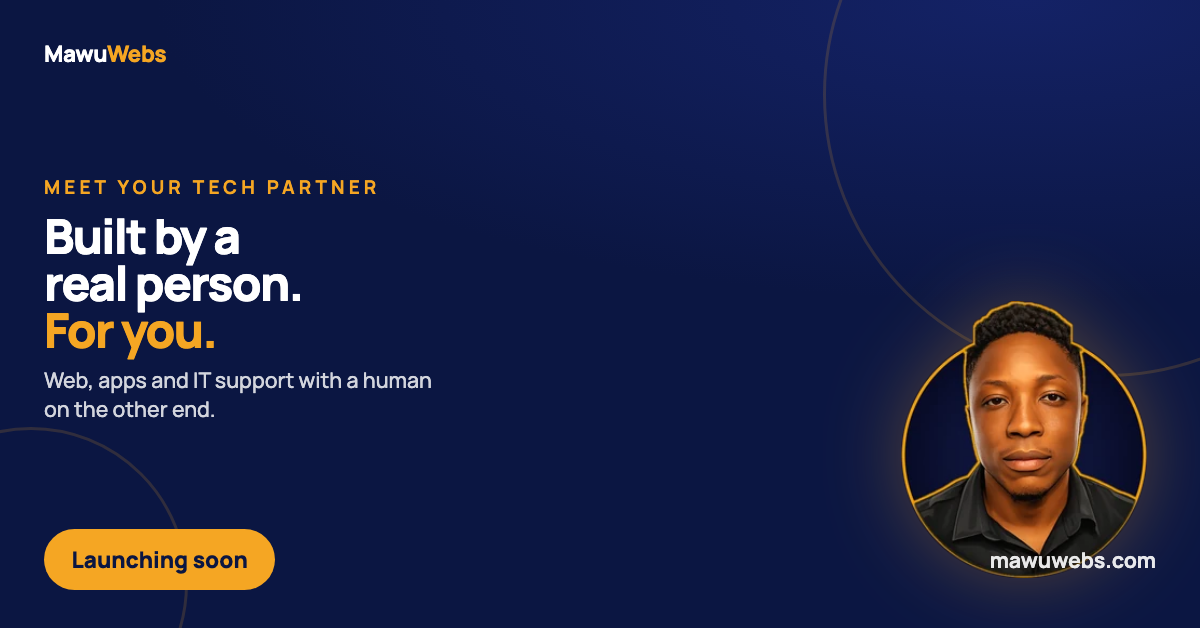 MawuWebs
MEET YOUR TECH PARTNER
Built by a
real person.
For you.
Web, apps and IT support with a human
on the other end.
Launching soon
mawuwebs.com